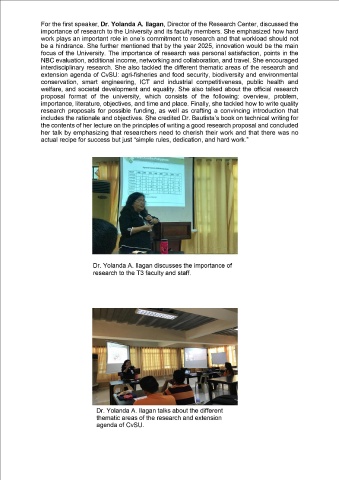 For the first speaker, Dr. Yolanda A. Ilagan, Director of the Research Center, discussed the
importance of research to the University and its faculty members. She emphasized how hard
work plays an important role in one's commitment to research and that workload should not
be a hindrance. She further mentioned that by the year 2025, innovation would be the main
focus of the University. The importance of research was personal satisfaction, points in the
NBC evaluation, additional income, networking and collaboration, and travel. She encouraged
interdisciplinary research. She also tackled the different thematic areas of the research and
extension agenda of CvSU: agri-fisheries and food security, biodiversity and environmental
conservation, smart engineering, ICT and industrial competitiveness, public health and
welfare, and societal development and equality. She also talked about the official research
proposal format of the university, which consists of the following; overview, problem,
importance, literature, objectives, and time and place. Finally, she tackled how to write quality
research proposals for possible funding, as well as crafting a convincing introduction that
includes the rationale and objectives. She credited Dr. Bautista's book on technical writing for
the contents of her lecture on the principles of writing a good research proposal and concluded
her talk by emphasizing that researchers need to cherish their work and that there was no
actual recipe for success but just "simple rules, dedication, and hard work."
Dr. Yolanda A. Ilagan discusses the importance of
research to the T3 faculty and staff.
Dr. Yolanda A. Ilagan talks about the different
thematic areas of the research and extension
agenda of CvSU.